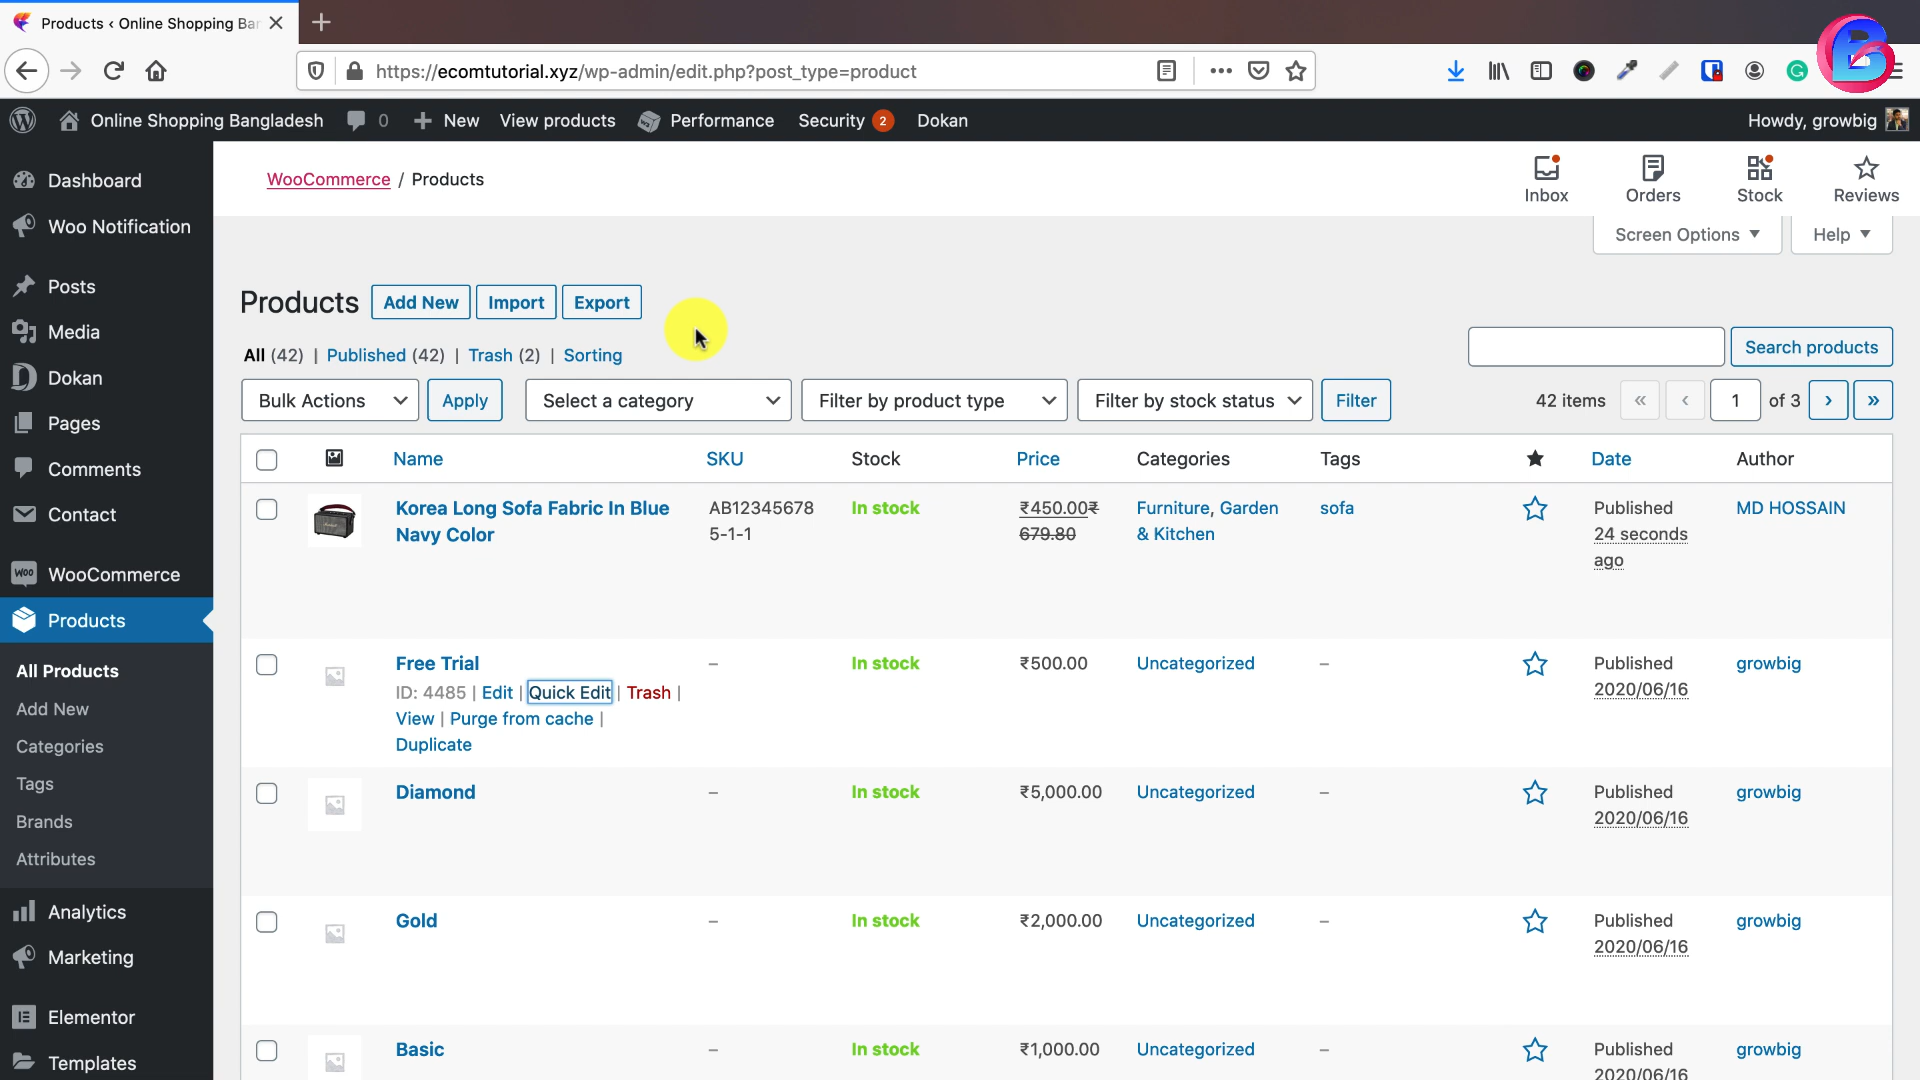 Products ‹ Online Shopping Ban
https://ecomtutorial.xyz/wp-admin/edit.php?post_type=product
Online Shopping Bangladesh 0 New View products Performance Security 2 Dokan Howdy, growbig
Dashboard
Woo Notification
Posts
Media
Dokan
Pages
Comments
Contact
WooCommerce
Products
All Products
Add New
Categories
Tags
Brands
Attributes
Analytics
Marketing
Elementor
Templates
WooCommerce / Products
Inbox Orders Stock Reviews
Screen Options Help
Products Add New Import Export
All (42) | Published (42) | Trash (2) | Sorting
Search products
Bulk Actions Apply Select a category Filter by product type Filter by stock status Filter 42 items « ‹ 1 of 3 › »
Name SKU Stock Price Categories Tags Date Author
Korea Long Sofa Fabric In Blue AB12345678 In stock ₹450.00₹ Furniture, Garden sofa Published MD HOSSAIN
Navy Color 5-1-1 679.80 & Kitchen 24 seconds
ago
Free Trial – In stock ₹500.00 Uncategorized – Published growbig
ID: 4485 | Edit | Quick Edit | Trash | 2020/06/16
View | Purge from cache |
Duplicate
Diamond – In stock ₹5,000.00 Uncategorized – Published growbig
2020/06/16
Gold – In stock ₹2,000.00 Uncategorized – Published growbig
2020/06/16
Basic – In stock ₹1,000.00 Uncategorized – Published growbig
2020/06/16